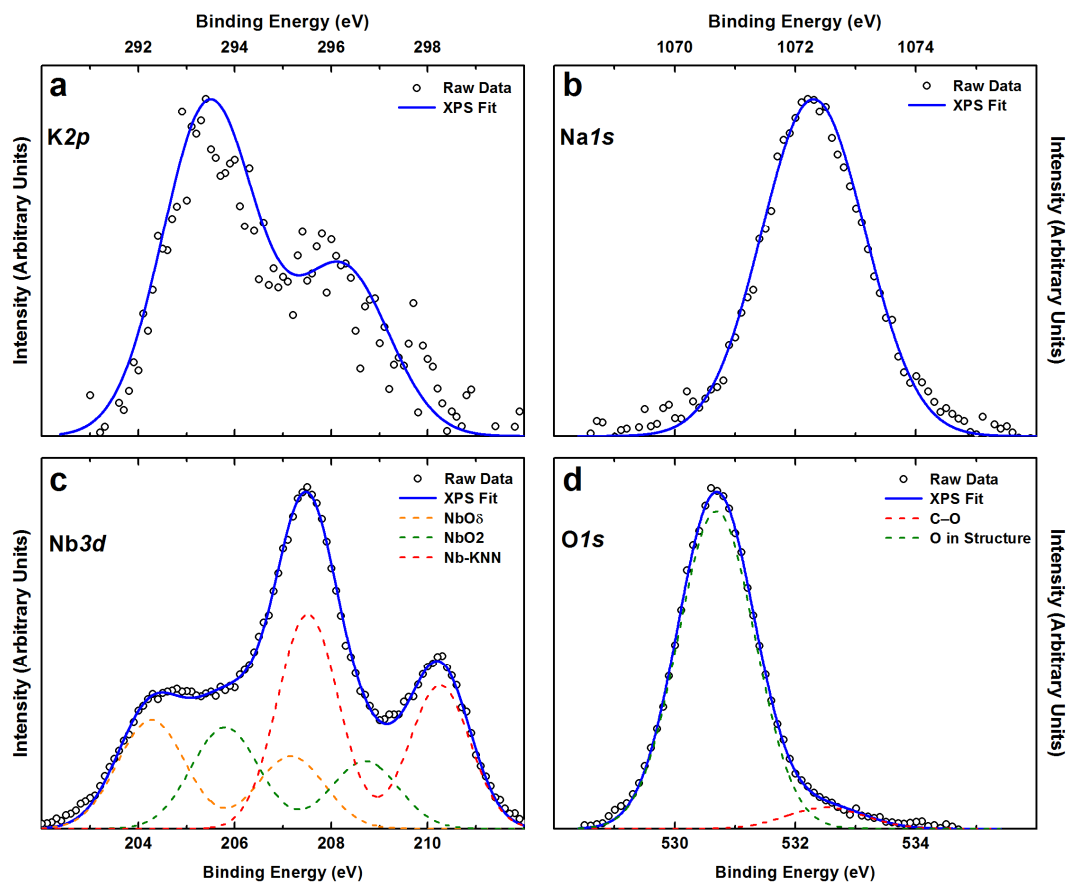 Binding Energy (eV)
292 294 296 298
a
K2p
Raw Data
XPS Fit
Intensity (Arbitrary Units)
Binding Energy (eV)
1070 1072 1074
b
Na1s
Raw Data
XPS Fit
Intensity (Arbitrary Units)
c
Nb3d
Raw Data
XPS Fit
NbOδ
NbO2
Nb-KNN
Intensity (Arbitrary Units)
204 206 208 210
Binding Energy (eV)
d
O1s
Raw Data
XPS Fit
C–O
O in Structure
Intensity (Arbitrary Units)
530 532 534
Binding Energy (eV)